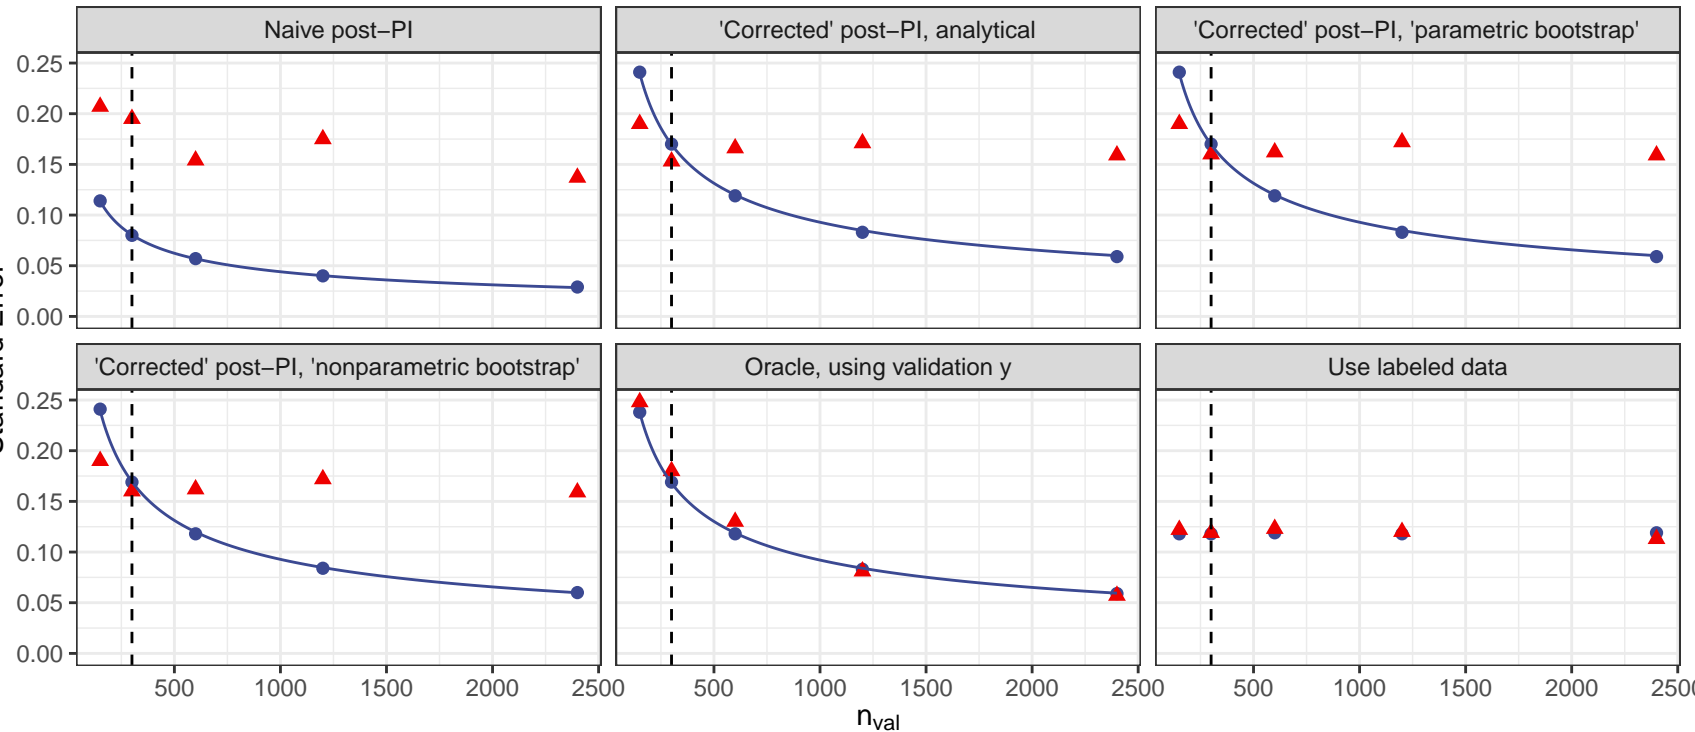 Naive post−PI
'Corrected' post−PI, analytical
'Corrected' post−PI, 'parametric bootstrap'
0.25
0.20
0.15
0.10
0.05
0.00
'Corrected' post−PI, 'nonparametric bootstrap'
Oracle, using validation y
Use labeled data
0.25
0.20
0.15
0.10
0.05
0.00
500 1000 1500 2000 2500 500 1000 1500 2000 2500 500 1000 1500 2000
nval